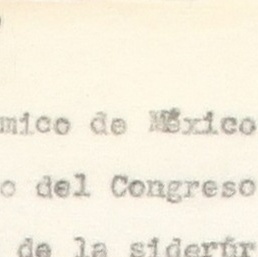 mico de México
o del Congreso
de la siderúr